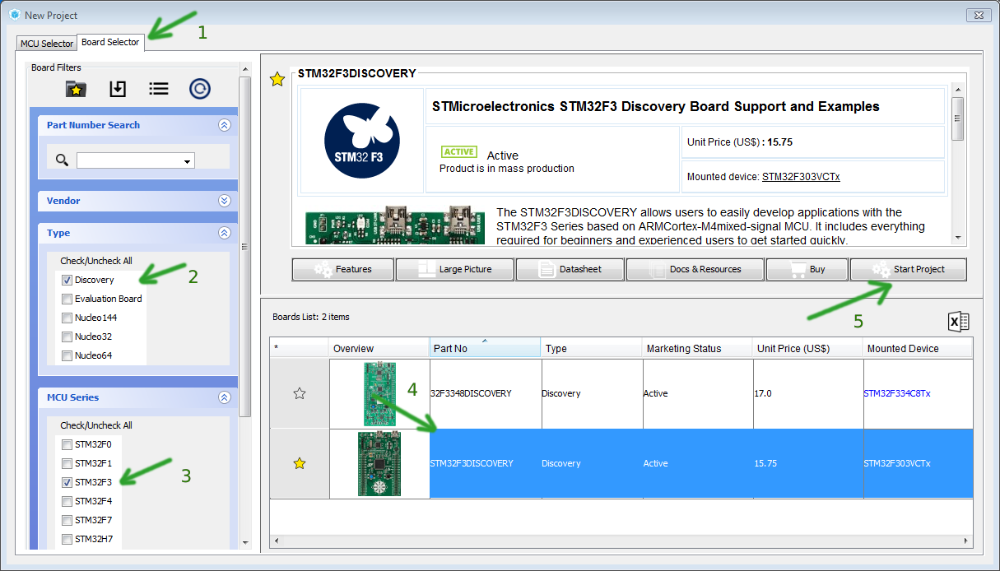 New Project
1
MCU Selector
Board Selector
Board Filters
Part Number Search
Vendor
Type
Check/Uncheck All
Discovery
2
Evaluation Board
Nucleo144
Nucleo32
Nucleo64
MCU Series
Check/Uncheck All
STM32F0
STM32F1
STM32F3
3
STM32F4
STM32F7
STM32H7
STM32F3DISCOVERY
STM32 F3
STMicroelectronics STM32F3 Discovery Board Support and Examples
ACTIVE Active
Product is in mass production
Unit Price (US$) : 15.75
Mounted device: STM32F303VCTx
The STM32F3DISCOVERY allows users to easily develop applications with the
STM32F3 Series based on ARMCortex-M4mixed-signal MCU. It includes everything
required for beginners and experienced users to get started quickly.
Features
Large Picture
Datasheet
Docs & Resources
Buy
Start Project
5
Boards List: 2 items
X
* Overview Part No Type Marketing Status Unit Price (US$) Mounted Device
4
32F3348DISCOVERY Discovery Active 17.0 STM32F334C8Tx
STM32F3DISCOVERY Discovery Active 15.75 STM32F303VCTx